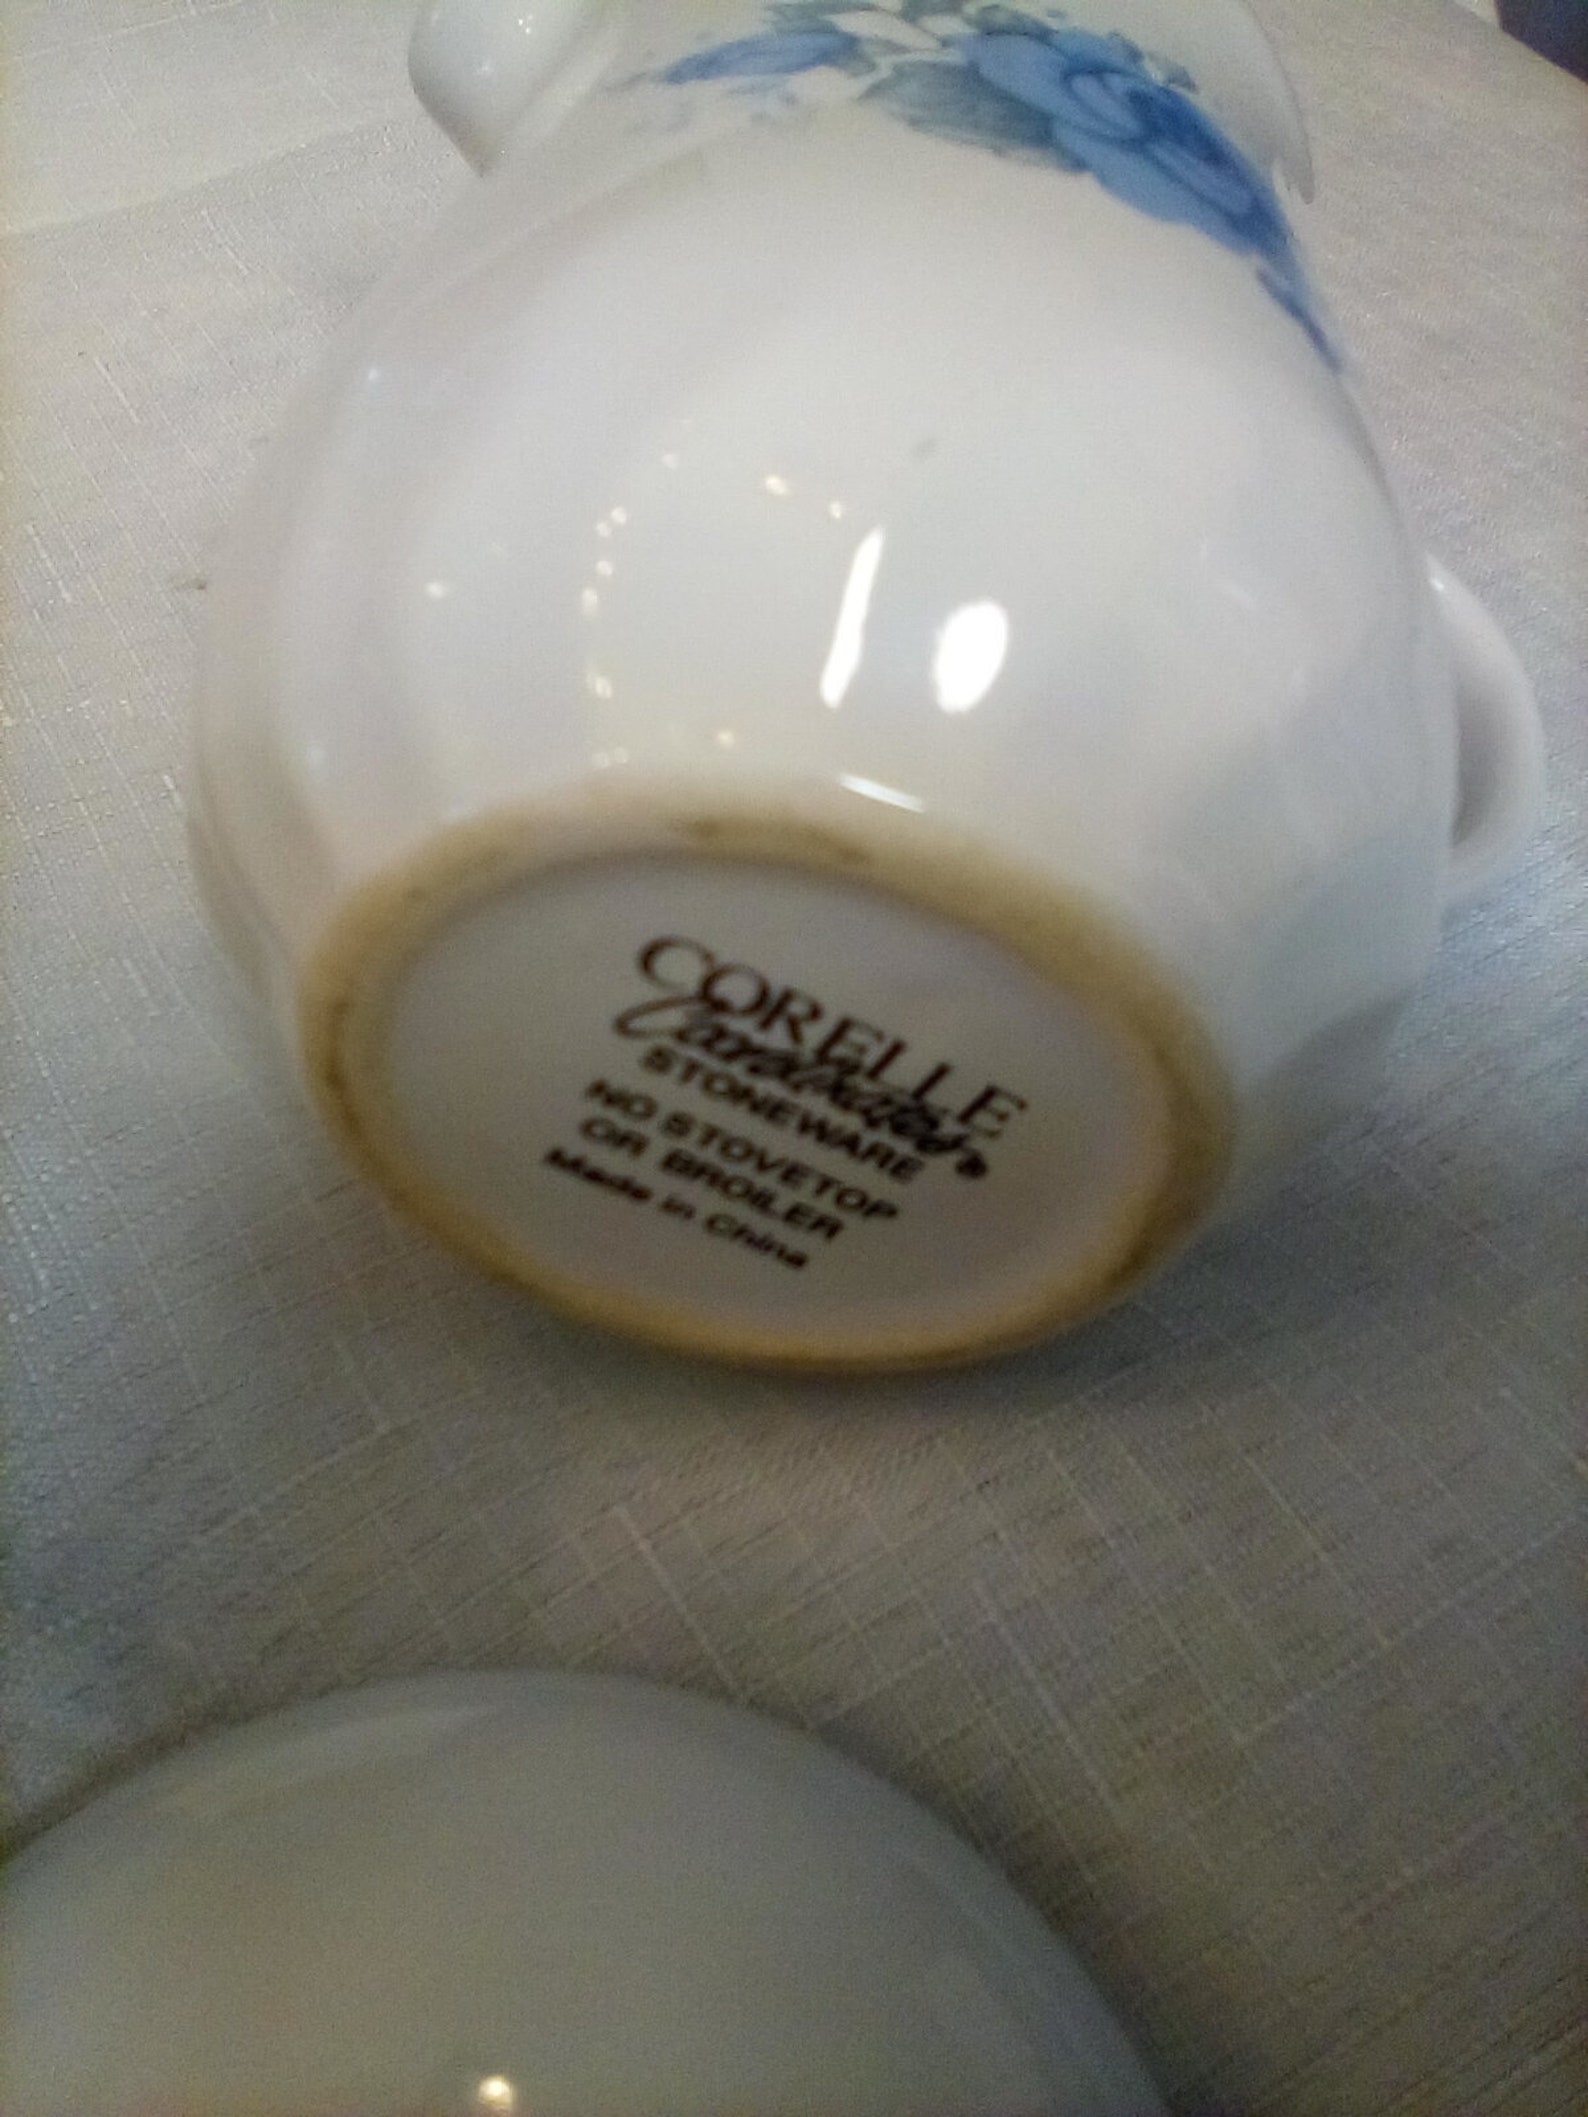 CORELLE
Coordinates®
STONEWARE
NO STOVETOP
OR BROILER
Made in China